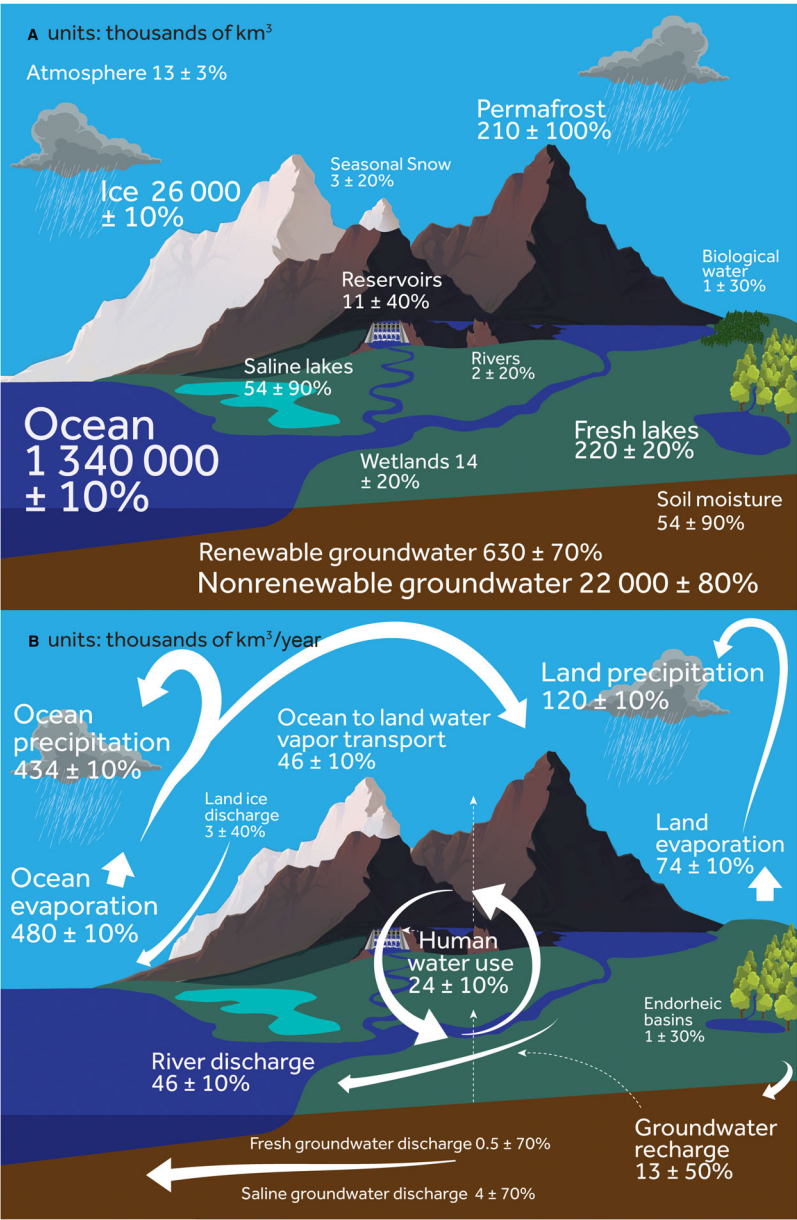 A units: thousands of km³
Atmosphere 13 ± 3%
Permafrost
210 ± 100%
Seasonal Snow
3 ± 20%
Ice 26 000
± 10%
Biological
water
1 ± 30%
Reservoirs
11 ± 40%
Rivers
2 ± 20%
Saline lakes
54 ± 90%
Ocean
1 340 000
± 10%
Fresh lakes
220 ± 20%
Wetlands 14
± 20%
Soil moisture
54 ± 90%
Renewable groundwater 630 ± 70%
Nonrenewable groundwater 22 000 ± 80%
B units: thousands of km³/year
Land precipitation
120 ± 10%
Ocean
precipitation
434 ± 10%
Ocean to land water
vapor transport
46 ± 10%
Land ice
discharge
3 ± 40%
Land
evaporation
74 ± 10%
Ocean
evaporation
480 ± 10%
Human
water use
24 ± 10%
Endorheic
basins
1 ± 30%
River discharge
46 ± 10%
Groundwater
recharge
13 ± 50%
Fresh groundwater discharge 0.5 ± 70%
Saline groundwater discharge 4 ± 70%